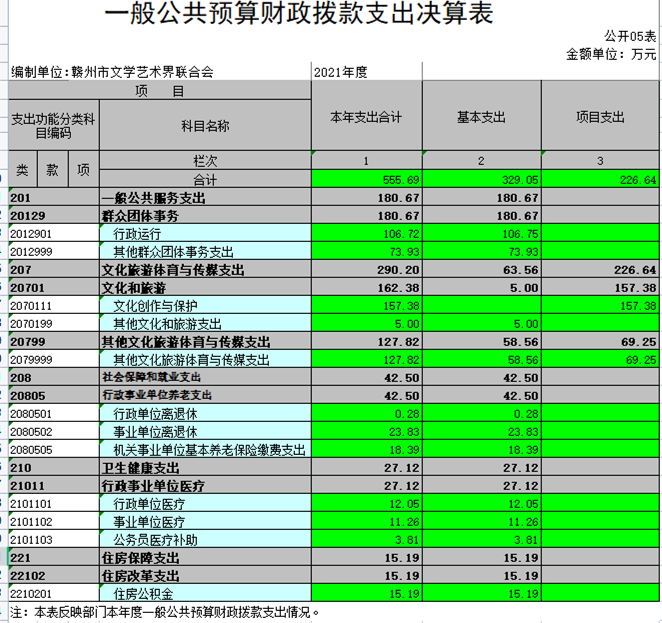 一般公共预算财政拨款支出决算表
公开05表
金额单位：万元
编制单位：赣州市文学艺术界联合会 2021年度
项 目 本年支出合计 基本支出 项目支出
支出功能分类科目编码 科目名称
类 款 项 栏次 1 2 3
合计 555.69 329.05 226.64
201 一般公共服务支出 180.67 180.67
20129 群众团体事务 180.67 180.67
2012901 行政运行 106.72 106.75
2012999 其他群众团体事务支出 73.93 73.93
207 文化旅游体育与传媒支出 290.20 63.56 226.64
20701 文化和旅游 162.38 5.00 157.38
2070111 文化创作与保护 157.38 157.38
2070199 其他文化和旅游支出 5.00 5.00
20799 其他文化旅游体育与传媒支出 127.82 58.56 69.25
2079999 其他文化旅游体育与传媒支出 127.82 58.56 69.25
208 社会保障和就业支出 42.50 42.50
20805 行政事业单位养老支出 42.50 42.50
2080501 行政单位离退休 0.28 0.28
2080502 事业单位离退休 23.83 23.83
2080505 机关事业单位基本养老保险缴费支出 18.39 18.39
210 卫生健康支出 27.12 27.12
21011 行政事业单位医疗 27.12 27.12
2101101 行政单位医疗 12.05 12.05
2101102 事业单位医疗 11.26 11.26
2101103 公务员医疗补助 3.81 3.81
221 住房保障支出 15.19 15.19
22102 住房改革支出 15.19 15.19
2210201 住房公积金 15.19 15.19
注：本表反映部门本年度一般公共预算财政拨款支出情况。